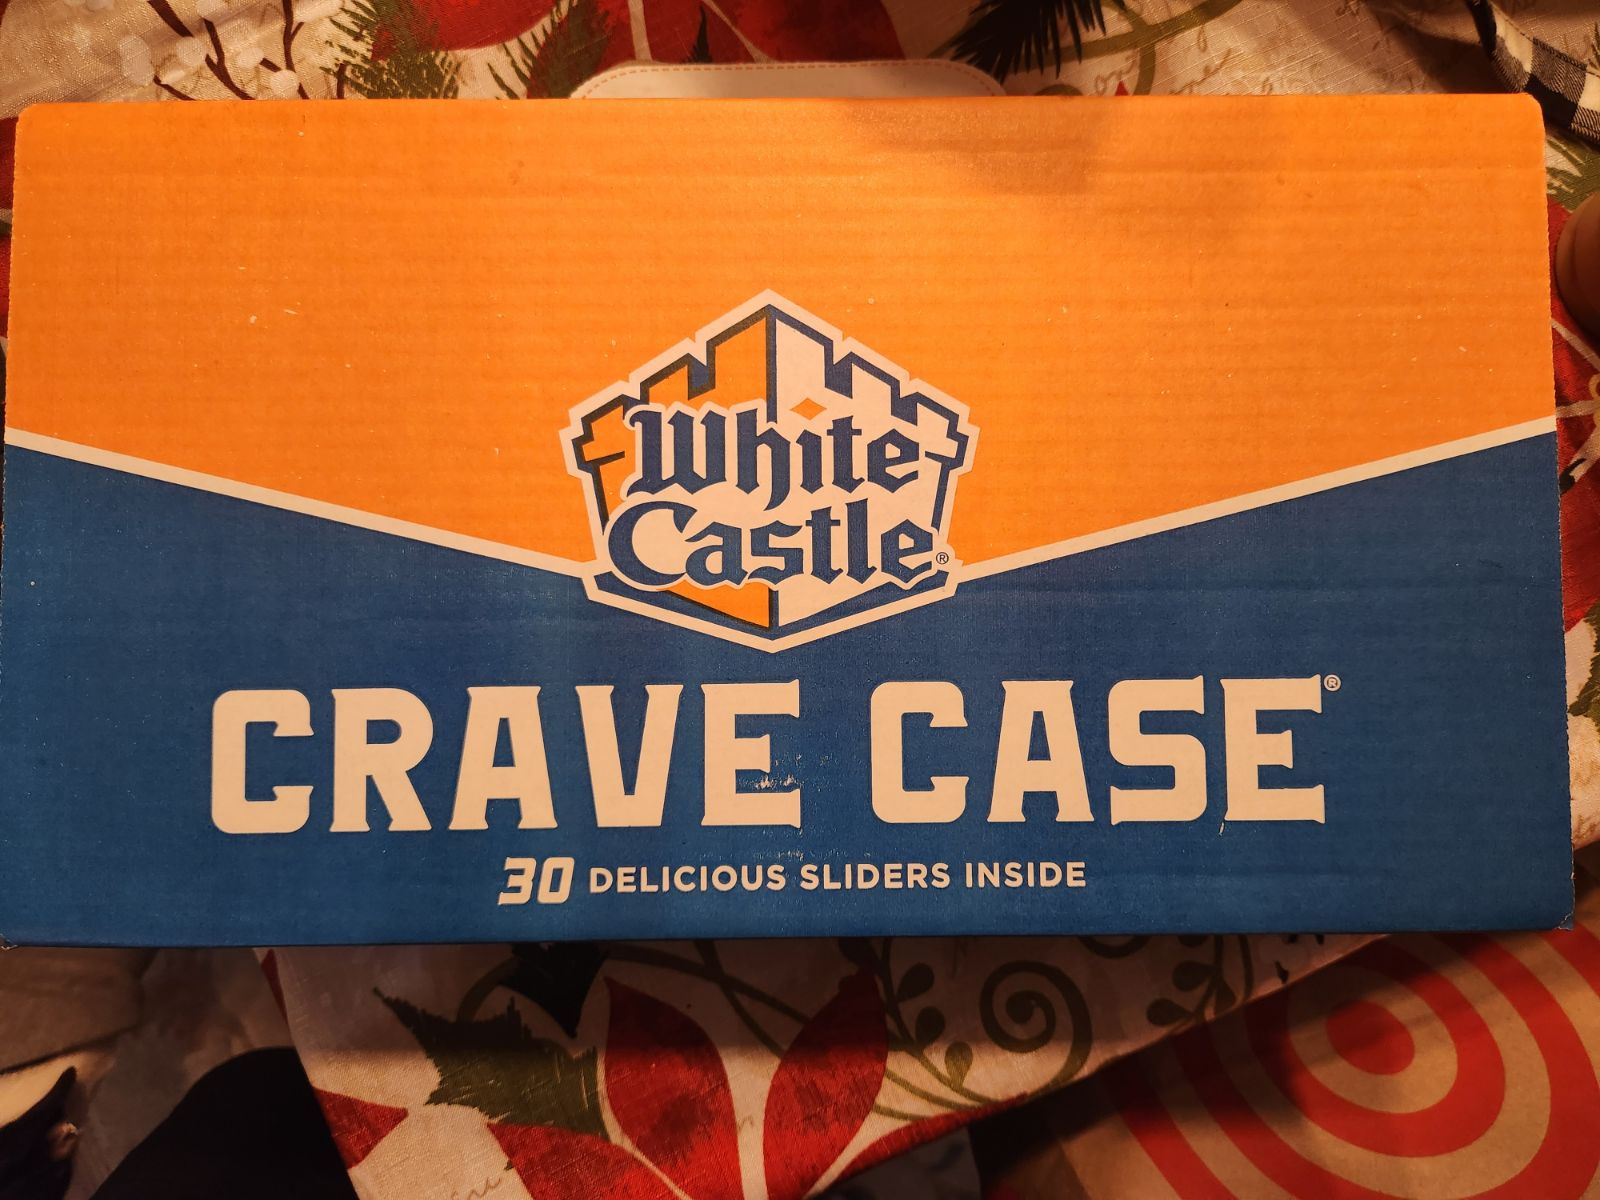 White
Castle®
CRAVE CASE®
30 DELICIOUS SLIDERS INSIDE